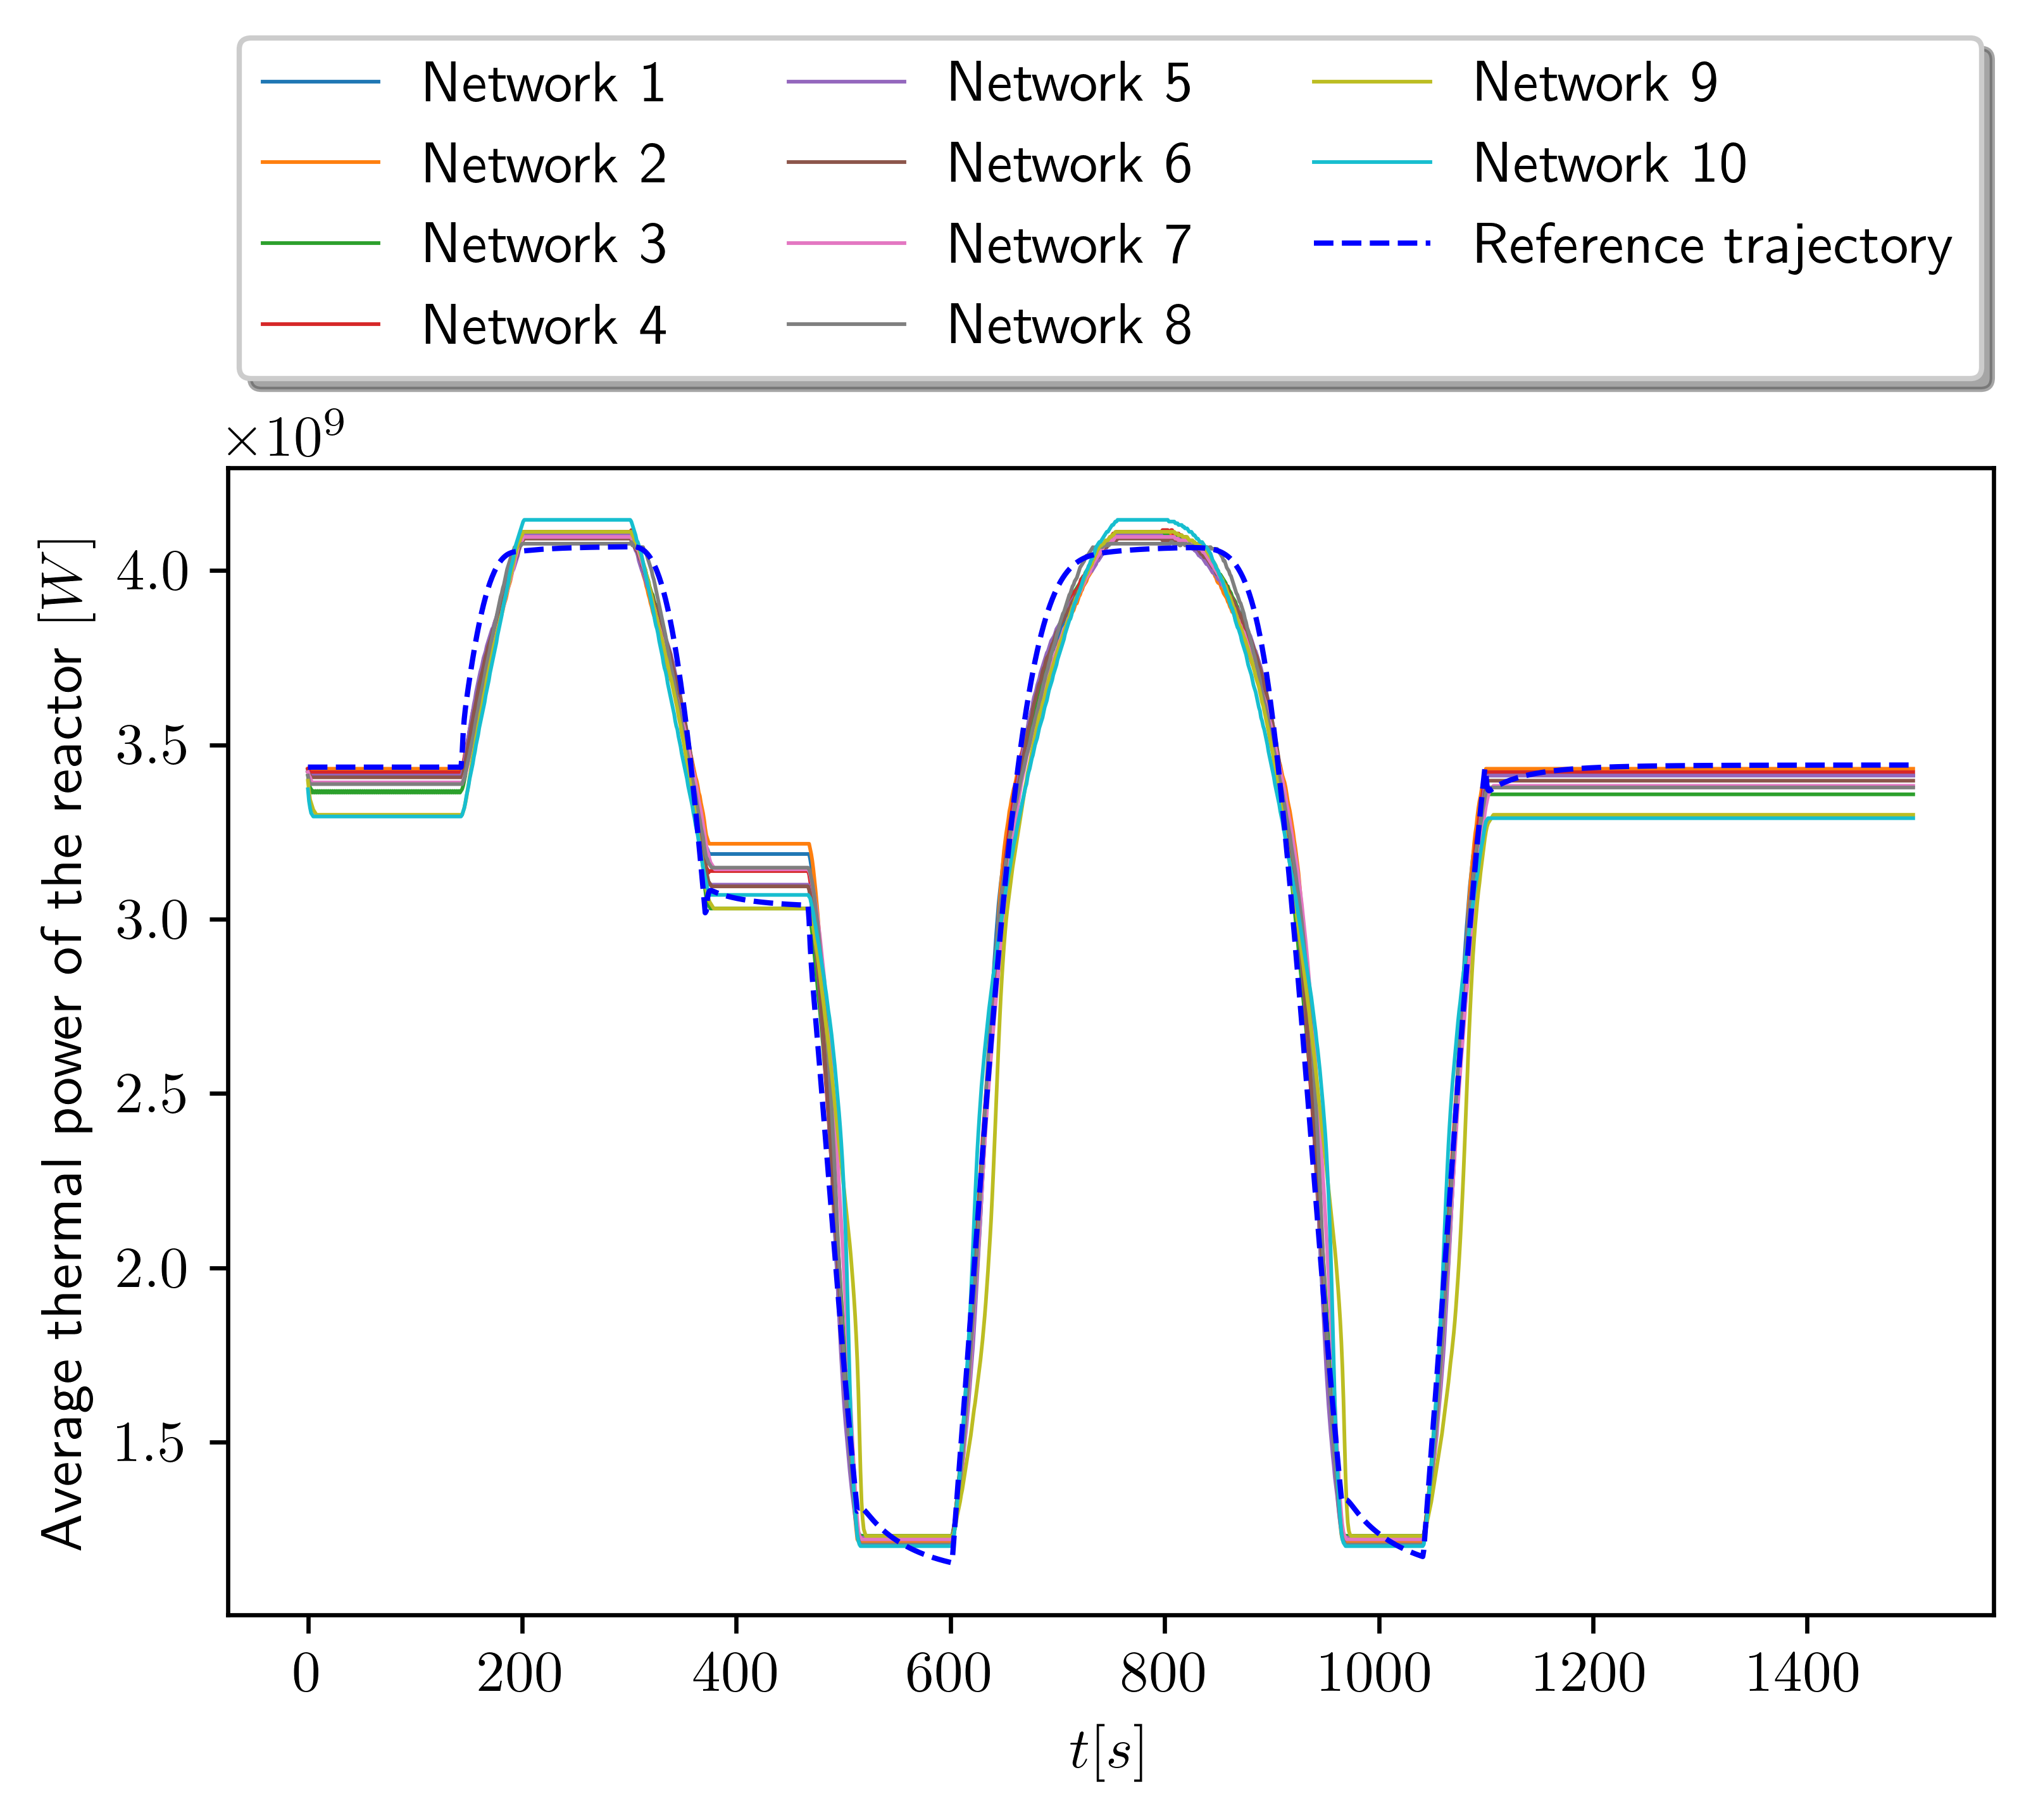 Network 1
Network 2
Network 3
Network 4
Network 5
Network 6
Network 7
Network 8
Network 9
Network 10
Reference trajectory
×10⁹
Average thermal power of the reactor [W]
4.0
3.5
3.0
2.5
2.0
1.5
0 200 400 600 800 1000 1200 1400
t[s]